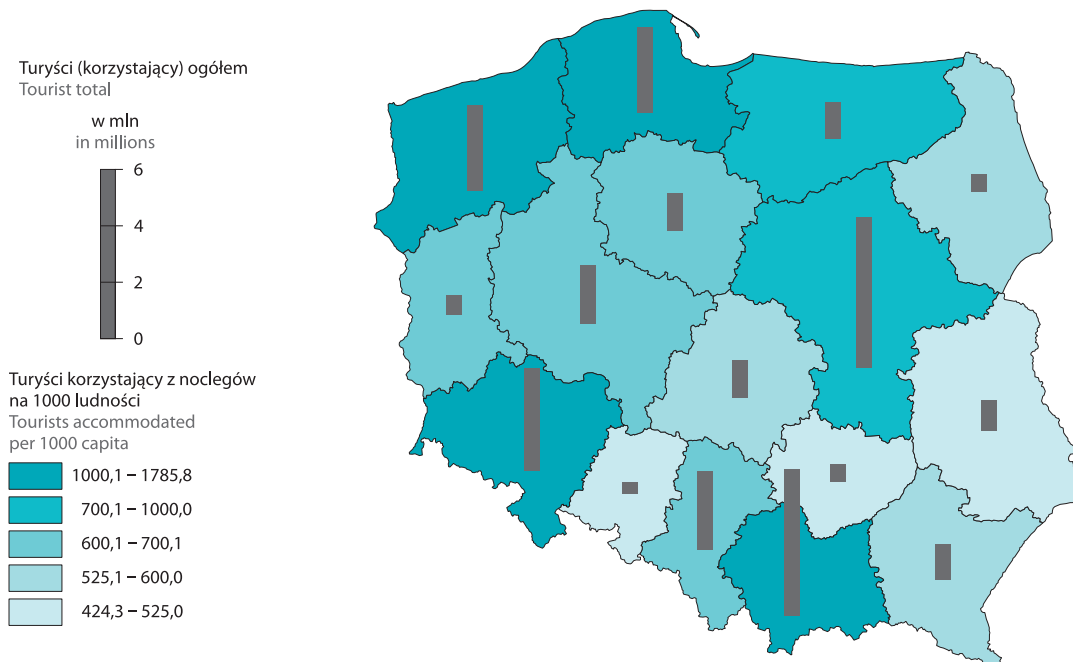 Turyści (korzystający) ogółem
Tourist total
w mln
in millions
6
4
2
0
Turyści korzystający z noclegów
na 1000 ludności
Tourists accommodated
per 1000 capita
1000,1 – 1785,8
700,1 – 1000,0
600,1 – 700,1
525,1 – 600,0
424,3 – 525,0